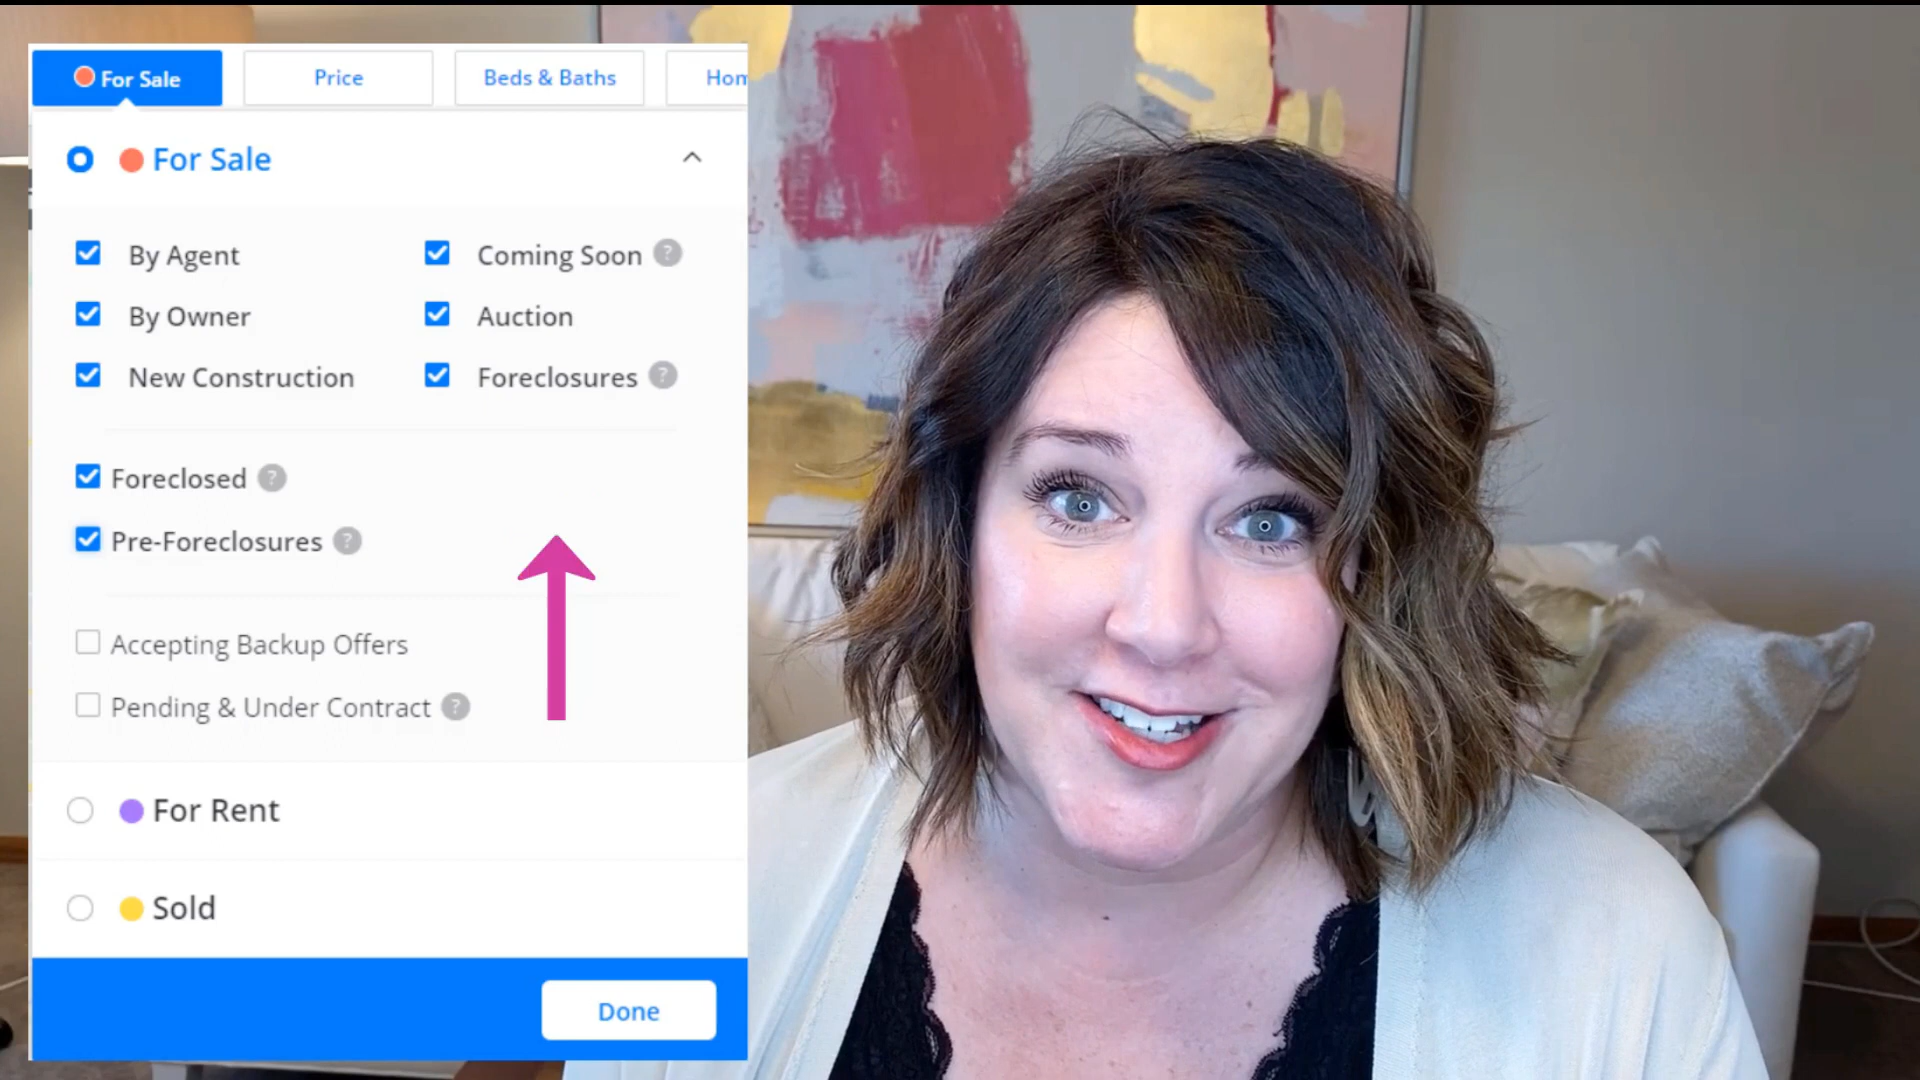 For Sale
Price
Beds & Baths
Hom
For Sale
By Agent
Coming Soon ?
By Owner
Auction
New Construction
Foreclosures ?
Foreclosed ?
Pre-Foreclosures ?
Accepting Backup Offers
Pending & Under Contract ?
For Rent
Sold
Done